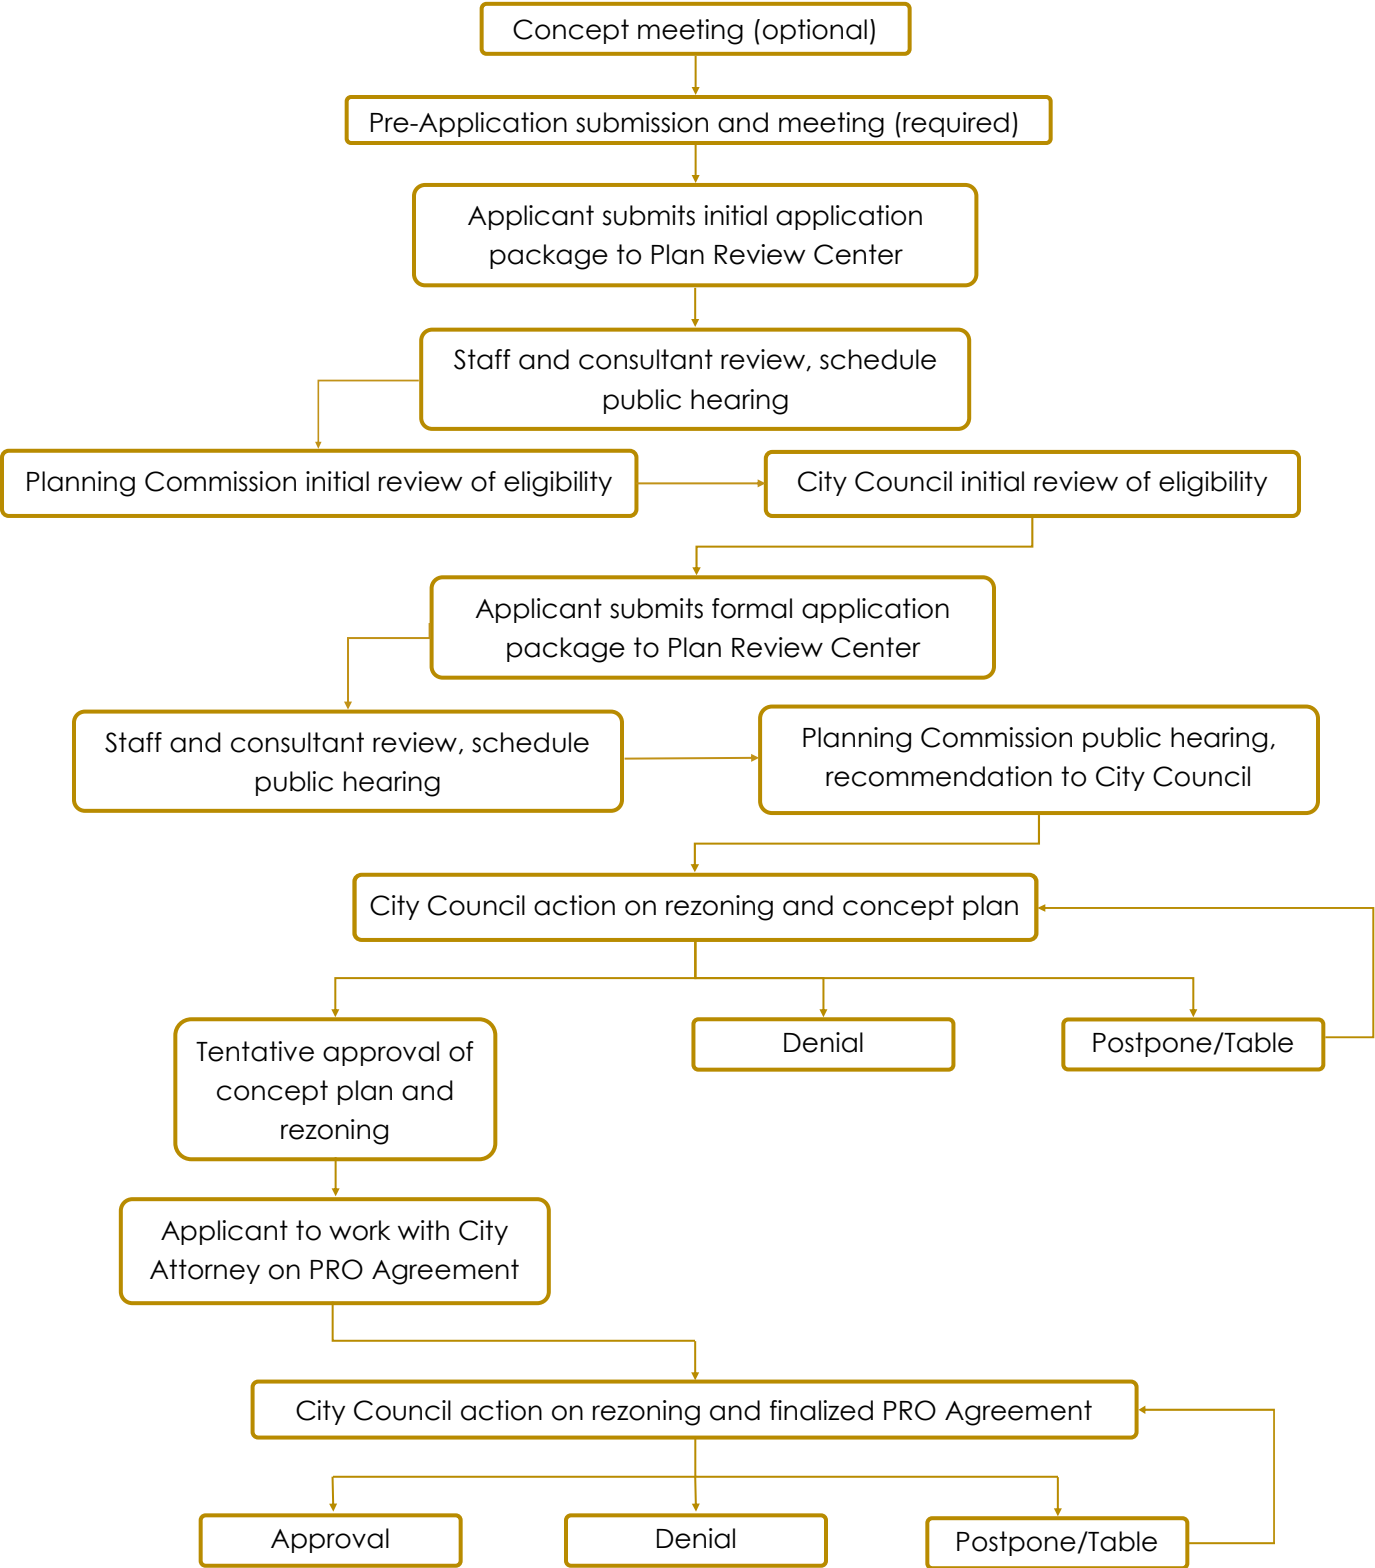 Concept meeting (optional)
Pre-Application submission and meeting (required)
Applicant submits initial application
package to Plan Review Center
Staff and consultant review, schedule
public hearing
Planning Commission initial review of eligibility
City Council initial review of eligibility
Applicant submits formal application
package to Plan Review Center
Staff and consultant review, schedule
public hearing
Planning Commission public hearing,
recommendation to City Council
City Council action on rezoning and concept plan
Tentative approval of
concept plan and
rezoning
Denial
Postpone/Table
Applicant to work with City
Attorney on PRO Agreement
City Council action on rezoning and finalized PRO Agreement
Approval
Denial
Postpone/Table